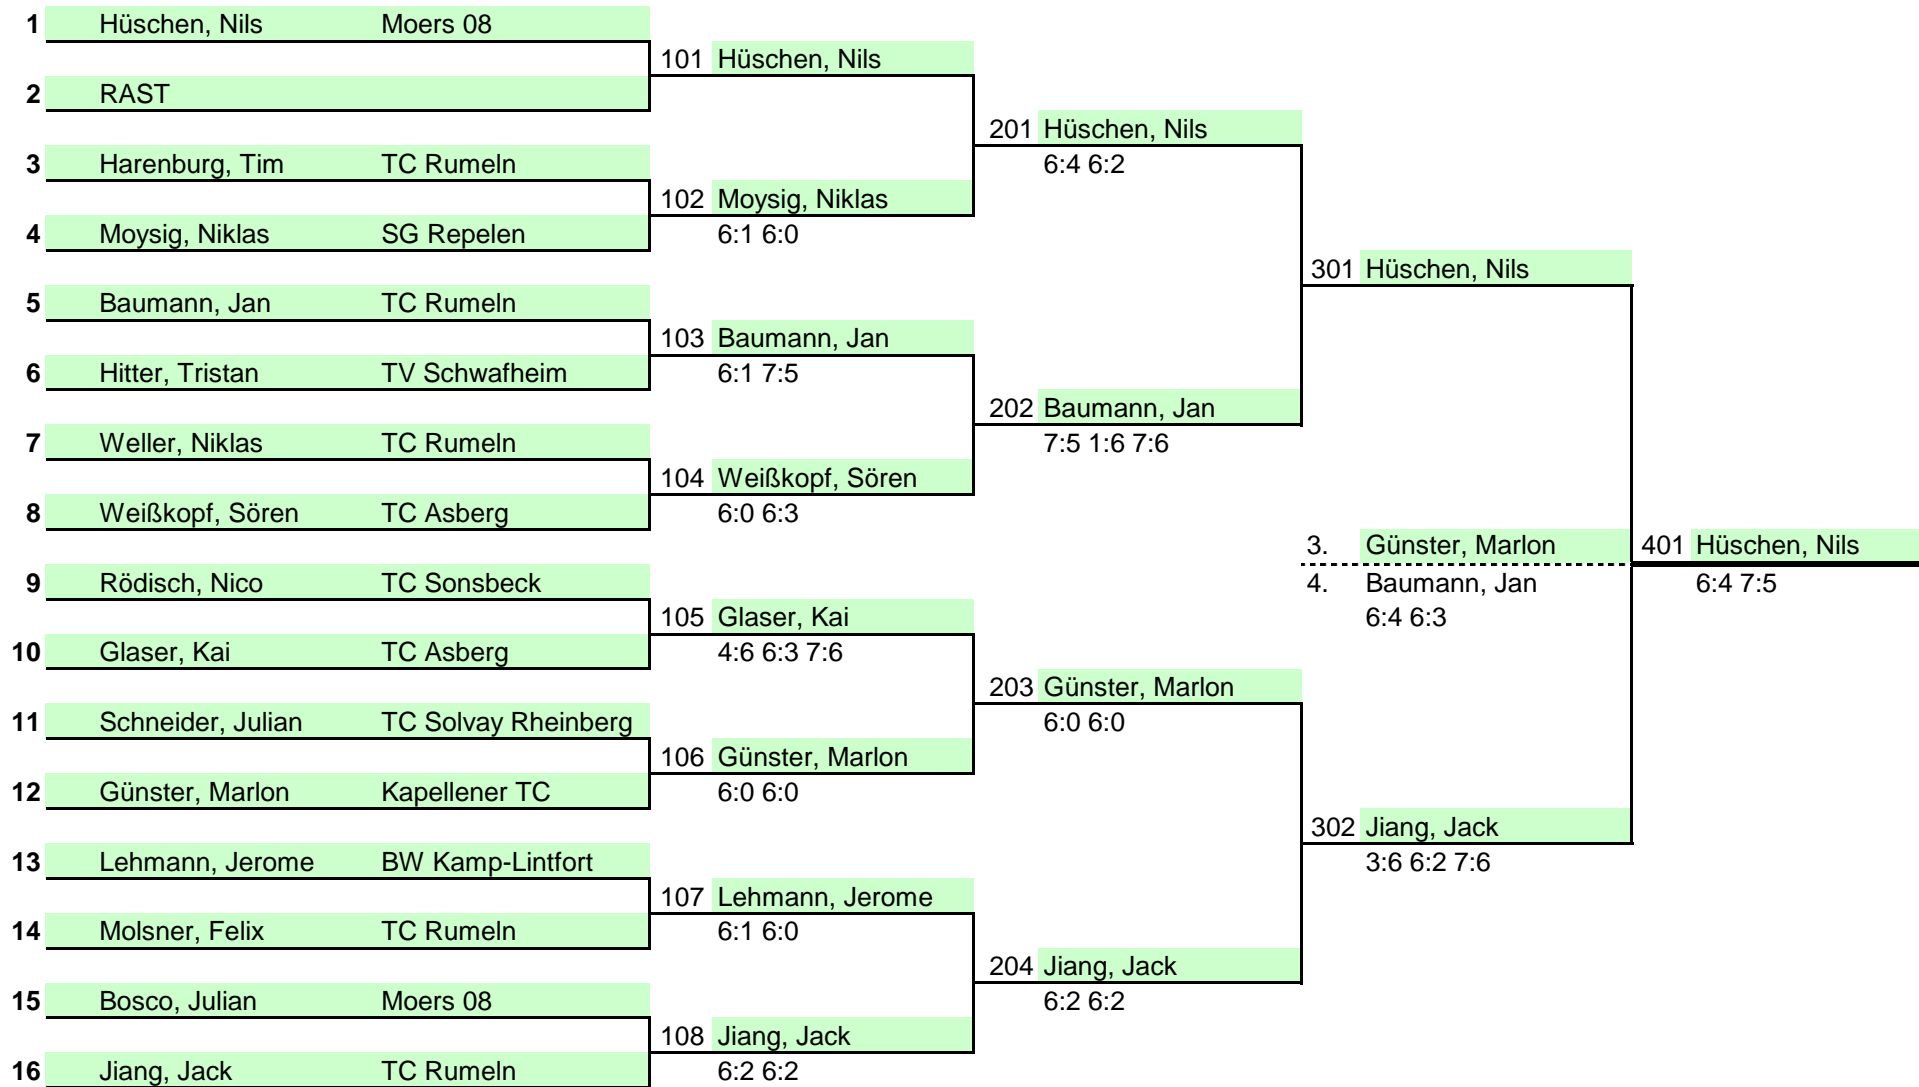 1 Hüschen, Nils Moers 08
101 Hüschen, Nils
2 RAST
201 Hüschen, Nils
3 Harenburg, Tim TC Rumeln 6:4 6:2
102 Moysig, Niklas
4 Moysig, Niklas SG Repelen 6:1 6:0
301 Hüschen, Nils
5 Baumann, Jan TC Rumeln
103 Baumann, Jan
6 Hitter, Tristan TV Schwafheim 6:1 7:5
202 Baumann, Jan
7 Weller, Niklas TC Rumeln 7:5 1:6 7:6
104 Weißkopf, Sören
8 Weißkopf, Sören TC Asberg 6:0 6:3
3. Günster, Marlon 401 Hüschen, Nils
9 Rödisch, Nico TC Sonsbeck 4. Baumann, Jan 6:4 7:5
105 Glaser, Kai 6:4 6:3
10 Glaser, Kai TC Asberg 4:6 6:3 7:6
203 Günster, Marlon
11 Schneider, Julian TC Solvay Rheinberg 6:0 6:0
106 Günster, Marlon
12 Günster, Marlon Kapellener TC 6:0 6:0
302 Jiang, Jack
13 Lehmann, Jerome BW Kamp-Lintfort 3:6 6:2 7:6
107 Lehmann, Jerome
14 Molsner, Felix TC Rumeln 6:1 6:0
204 Jiang, Jack
15 Bosco, Julian Moers 08 6:2 6:2
108 Jiang, Jack
16 Jiang, Jack TC Rumeln 6:2 6:2